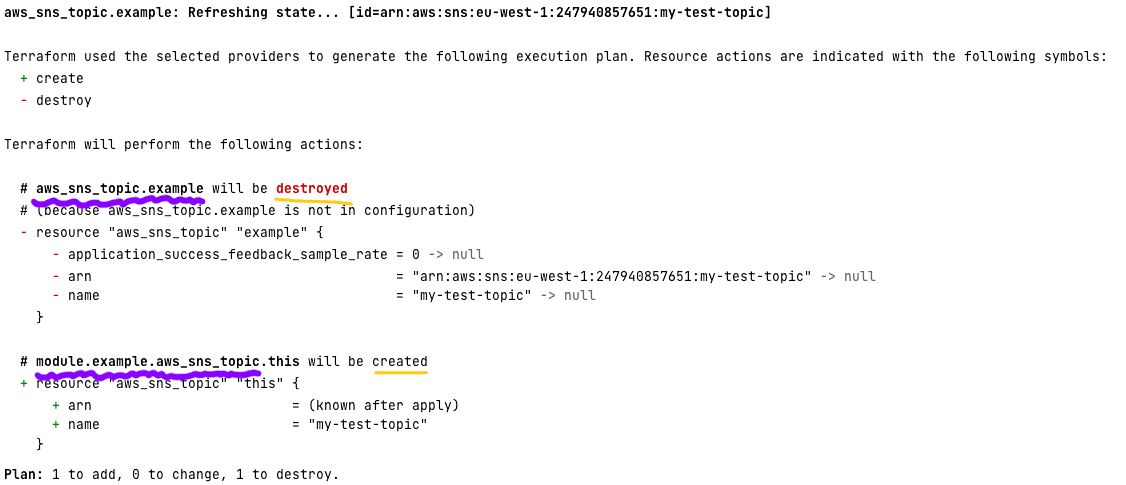 aws_sns_topic.example: Refreshing state... [id=arn:aws:sns:eu-west-1:247940857651:my-test-topic]
Terraform used the selected providers to generate the following execution plan. Resource actions are indicated with the following symbols:
+ create
- destroy
Terraform will perform the following actions:
# aws_sns_topic.example will be destroyed
# (because aws_sns_topic.example is not in configuration)
- resource "aws_sns_topic" "example" {
- application_success_feedback_sample_rate = 0 -> null
- arn = "arn:aws:sns:eu-west-1:247940857651:my-test-topic" -> null
- name = "my-test-topic" -> null
}
# module.example.aws_sns_topic.this will be created
+ resource "aws_sns_topic" "this" {
+ arn = (known after apply)
+ name = "my-test-topic"
}
Plan: 1 to add, 0 to change, 1 to destroy.